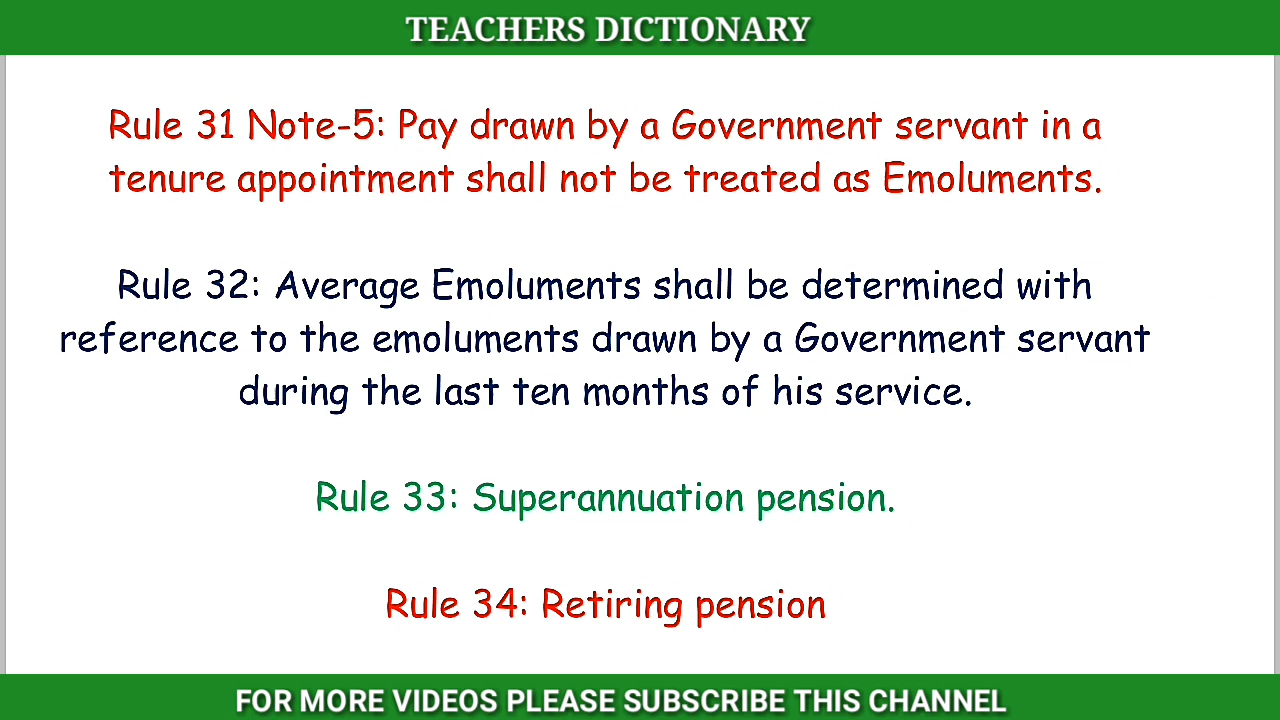 TEACHERS DICTIONARY
Rule 31 Note-5: Pay drawn by a Government servant in a
tenure appointment shall not be treated as Emoluments.
Rule 32: Average Emoluments shall be determined with
reference to the emoluments drawn by a Government servant
during the last ten months of his service.
Rule 33: Superannuation pension.
Rule 34: Retiring pension
FOR MORE VIDEOS PLEASE SUBSCRIBE THIS CHANNEL